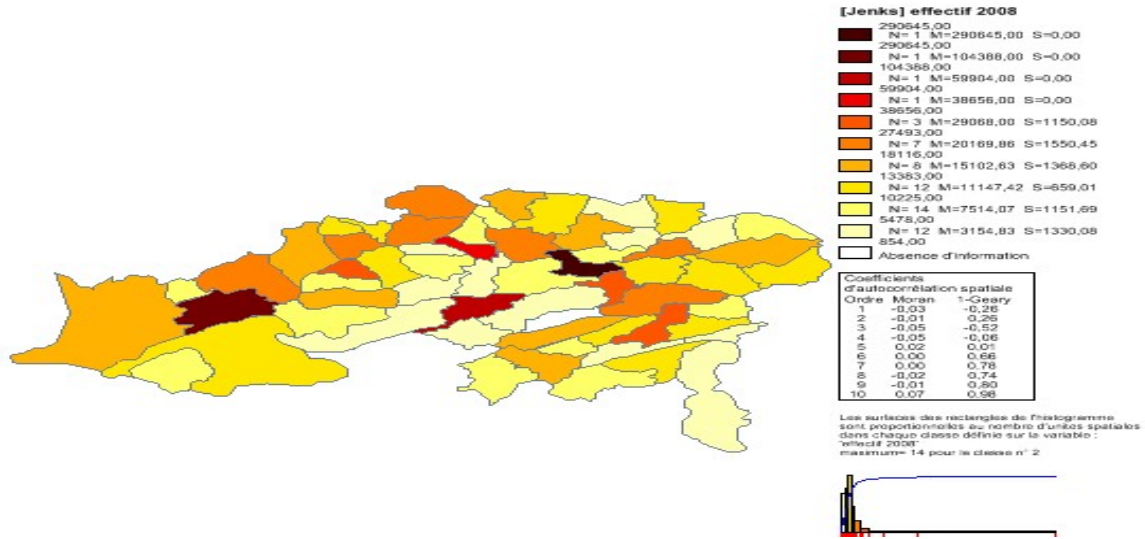 [Jenks] effectif 2008
290645,00
N= 1 M=290645,00 S=0,00
290645,00
N= 1 M=104388,00 S=0,00
104388,00
N= 1 M=59904,00 S=0,00
59904,00
N= 1 M=38656,00 S=0,00
38656,00
N= 3 M=29068,00 S=1150,08
27493,00
N= 7 M=20169,86 S=1550,45
18116,00
N= 8 M=15102,63 S=1368,60
13383,00
N= 12 M=11147,42 S=659,01
10225,00
N= 14 M=7514,07 S=1151,69
5478,00
N= 12 M=3154,83 S=1330,08
854,00
Absence d'information
Coefficients
d'autocorrélation spatiale
Ordre Moran 1-Geary
1 -0,03 -0,26
2 -0,01 0,26
3 -0,05 -0,52
4 -0,05 -0,06
5 0,02 0,01
6 0,00 0,66
7 0,00 0,78
8 -0,02 0,74
9 -0,01 0,80
10 0,07 0,98
Les surfaces des rectangles de l'histogramme
sont proportionnelles au nombre d'unites spatiales
dans chaque classe définie sur la variable :
"effectif 2008"
maximum= 14 pour la classe n° 2